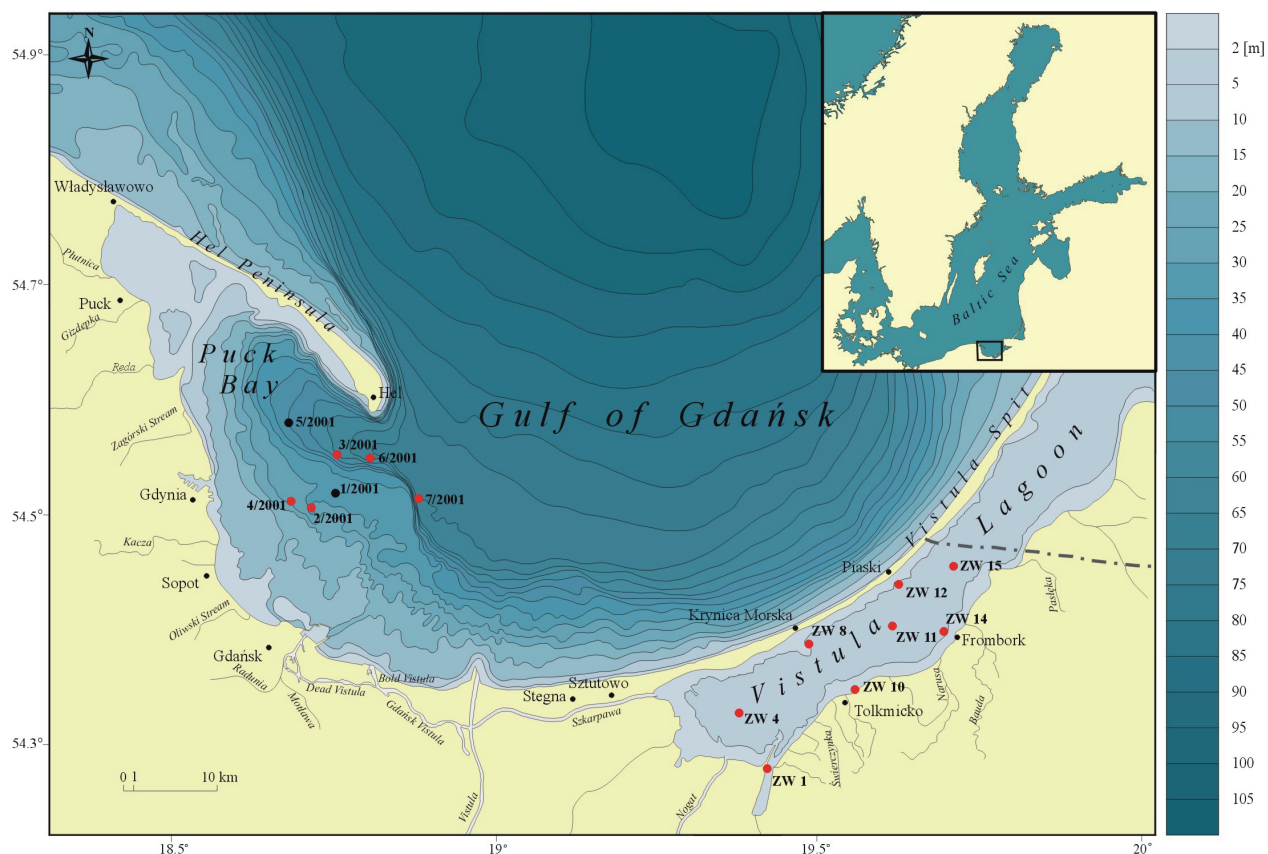 N
54.9°
54.7°
54.5°
54.3°
18.5°
19°
19.5°
20°
Władysławowo
Hel Peninsula
Płutnica
Puck
Gizdepka
Reda
Puck
Bay
Hel
Zagórski Stream
Gdynia
Kacza
Sopot
Oliwski Stream
Gdańsk
Radunia
Motława
Dead Vistula
Bold Vistula
Gdańsk Vistula
Vistula
Stegna
Sztutowo
Szkarpawa
Nogat
5/2001
3/2001
6/2001
1/2001
4/2001
2/2001
7/2001
Gulf of Gdańsk
Baltic Sea
Vistula Spit
Vistula Lagoon
Piaski
Krynica Morska
ZW 15
ZW 12
ZW 14
ZW 8
ZW 11
Frombork
ZW 10
Tolkmicko
ZW 4
ZW 1
Pasłęka
Narusa
Bauda
Świerczynka
0 1 10 km
2 [m]
5
10
15
20
25
30
35
40
45
50
55
60
65
70
75
80
85
90
95
100
105